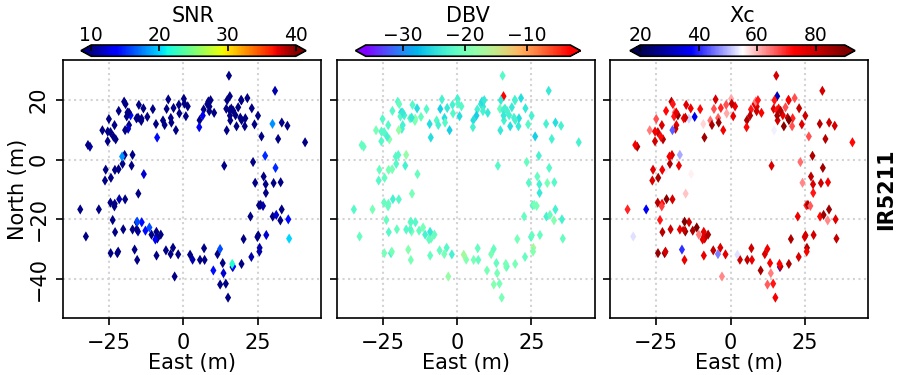 SNR DBV Xc
10 20 30 40 −30 −20 −10 20 40 60 80
20
0
−20
−40
North (m)
−25 0 25 −25 0 25 −25 0 25
East (m) East (m) East (m)
IR5211